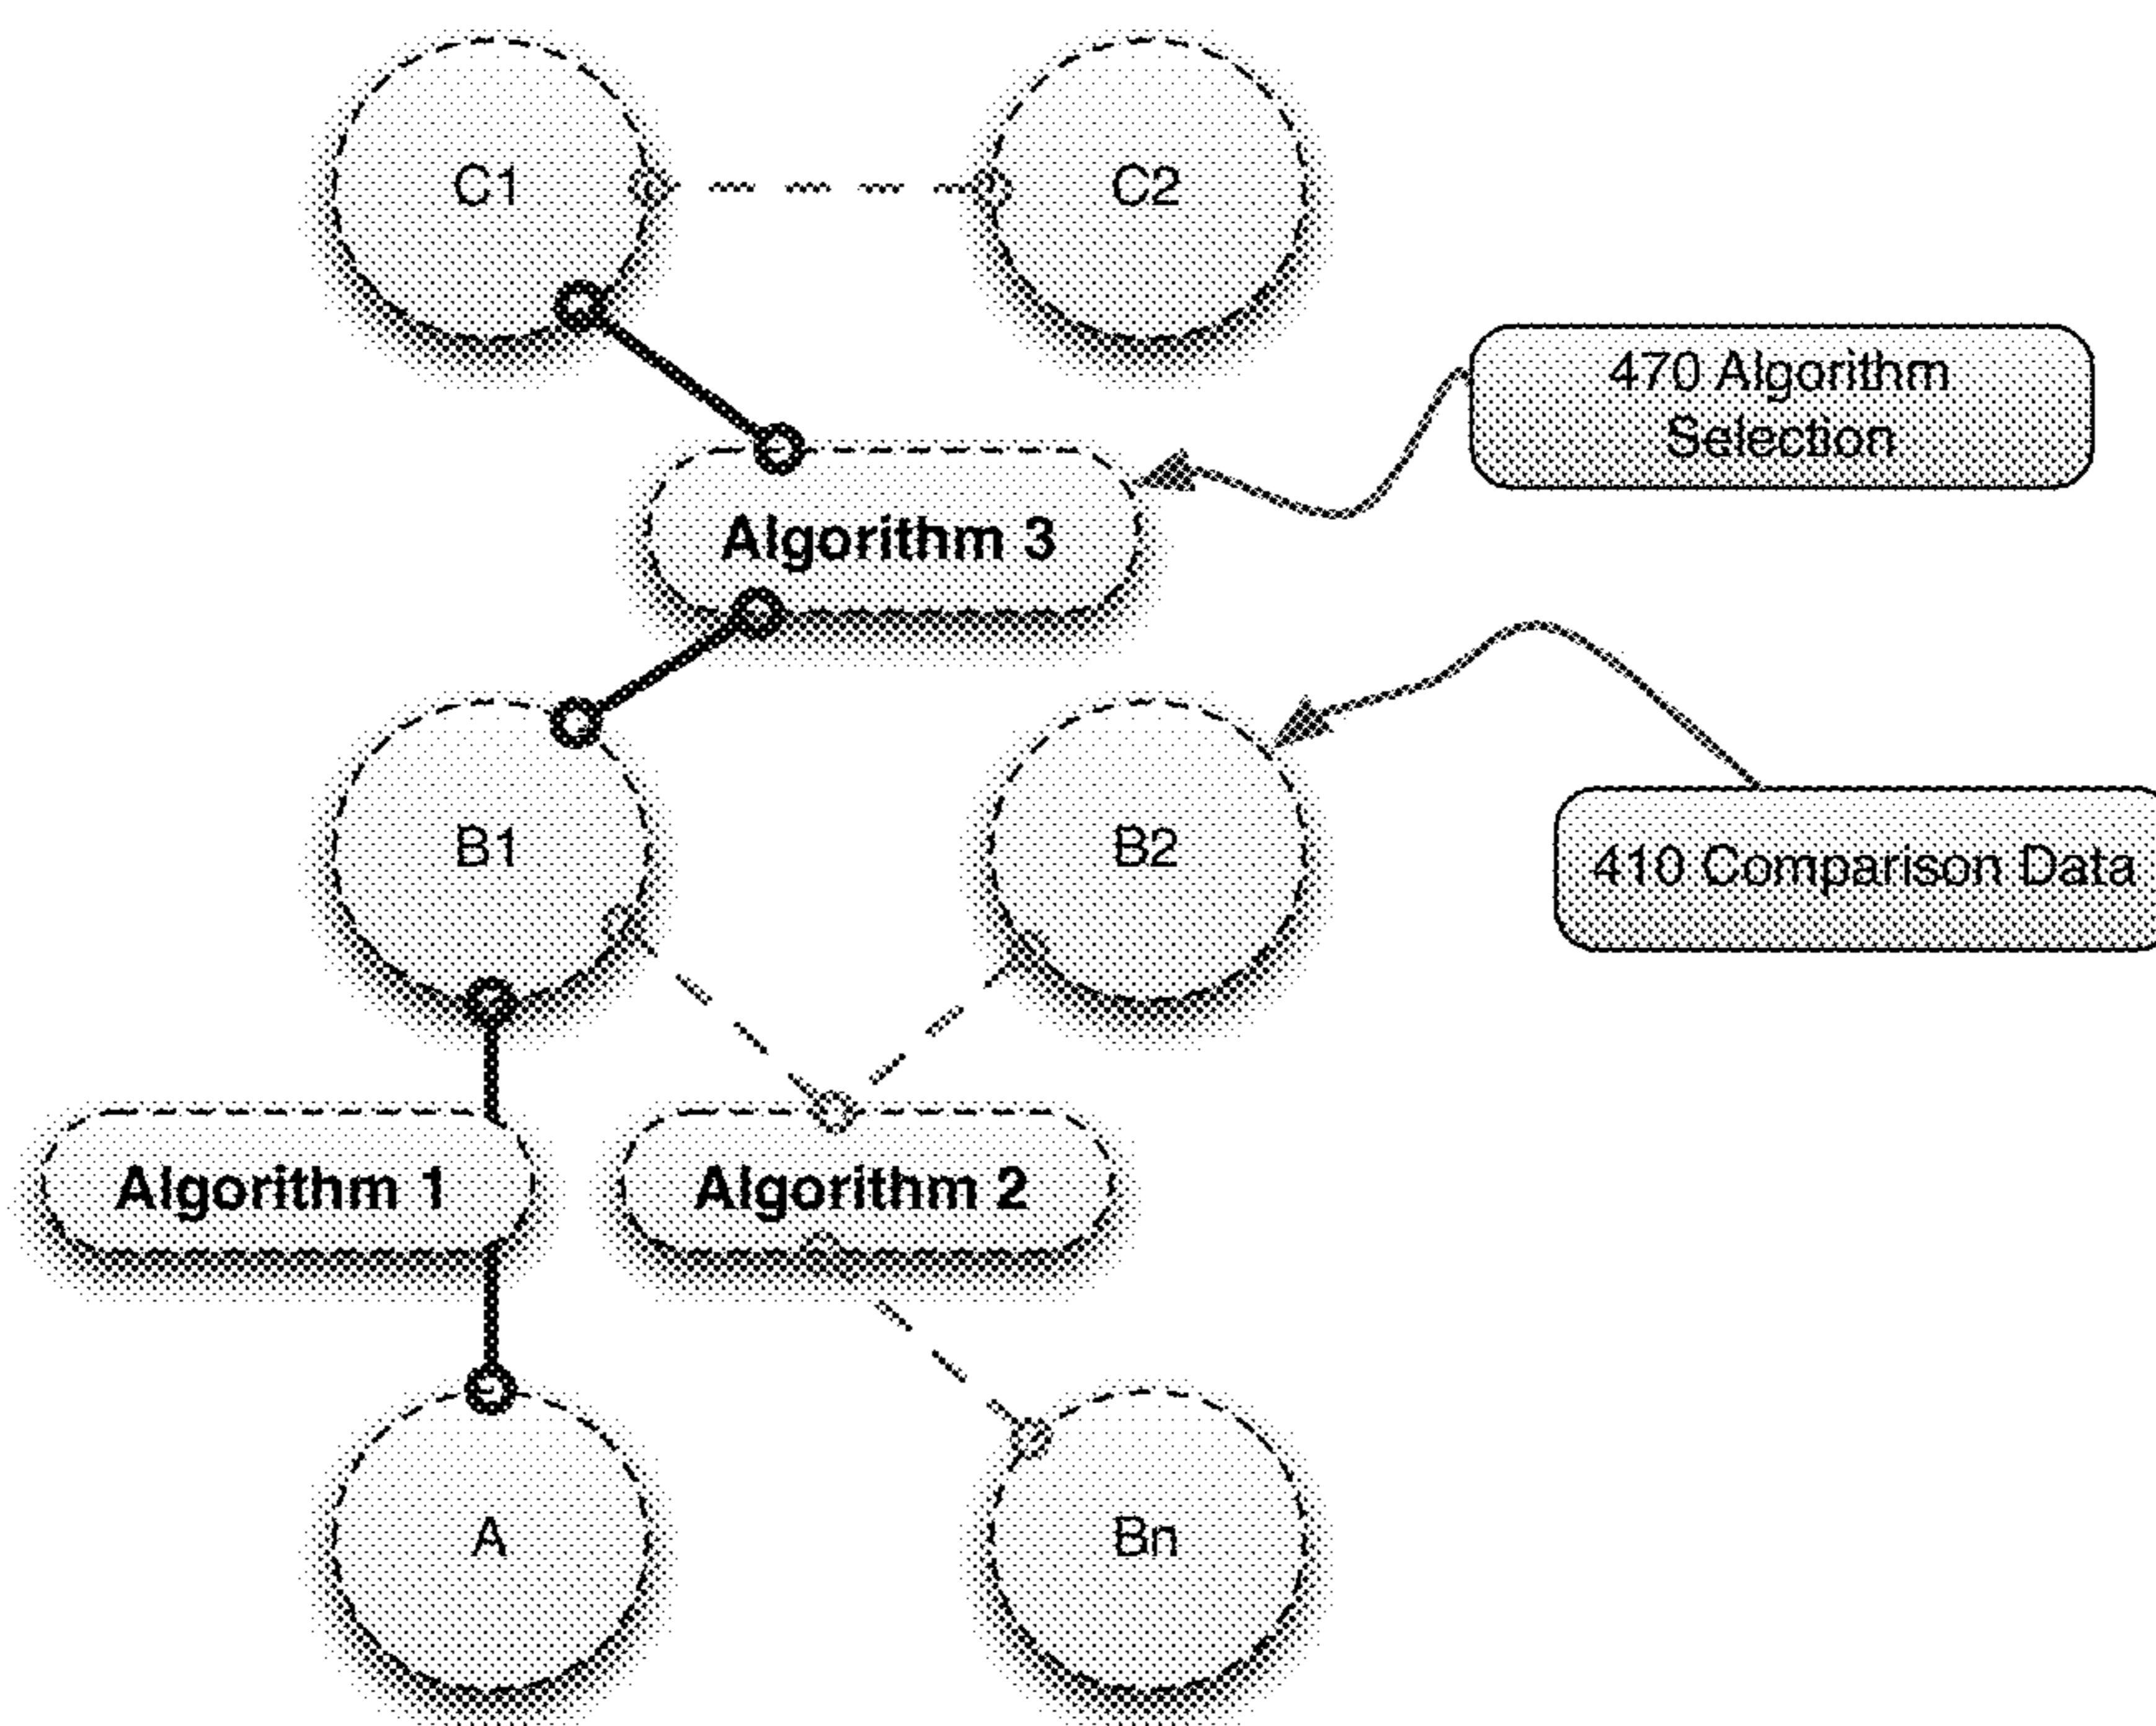 C1
C2
470 Algorithm
Selection
Algorithm 3
B1
B2
410 Comparison Data
Algorithm 1
Algorithm 2
A
Bn